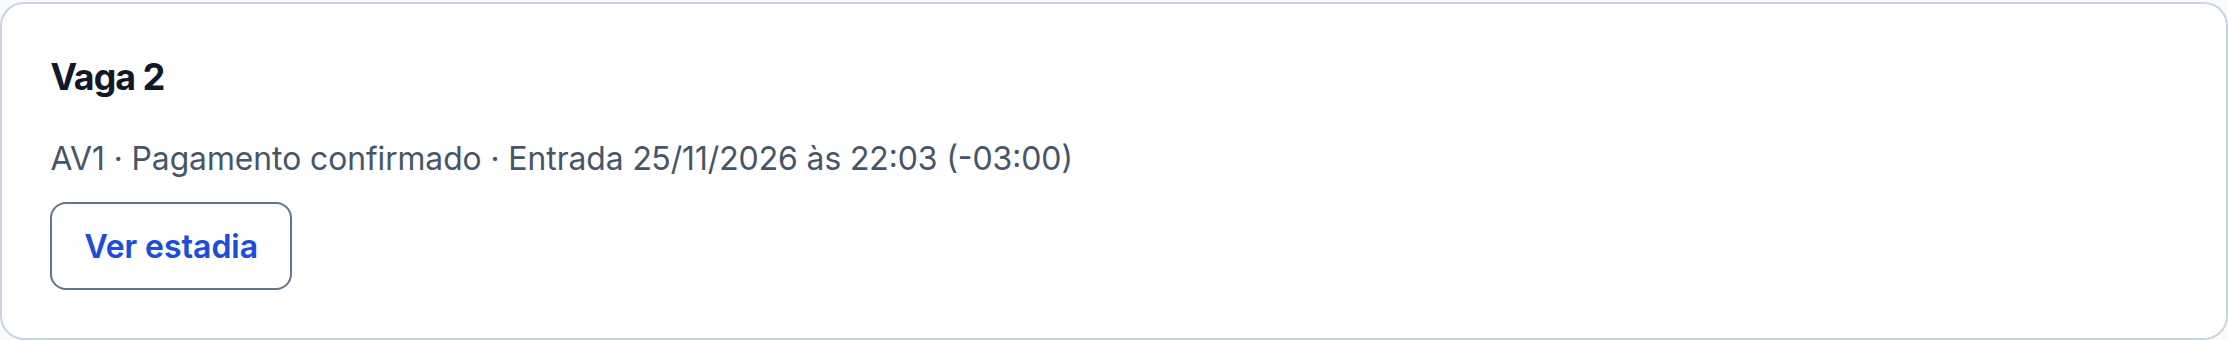 Vaga 2
AV1 · Pagamento confirmado · Entrada 25/11/2026 às 22:03 (-03:00)
Ver estadia